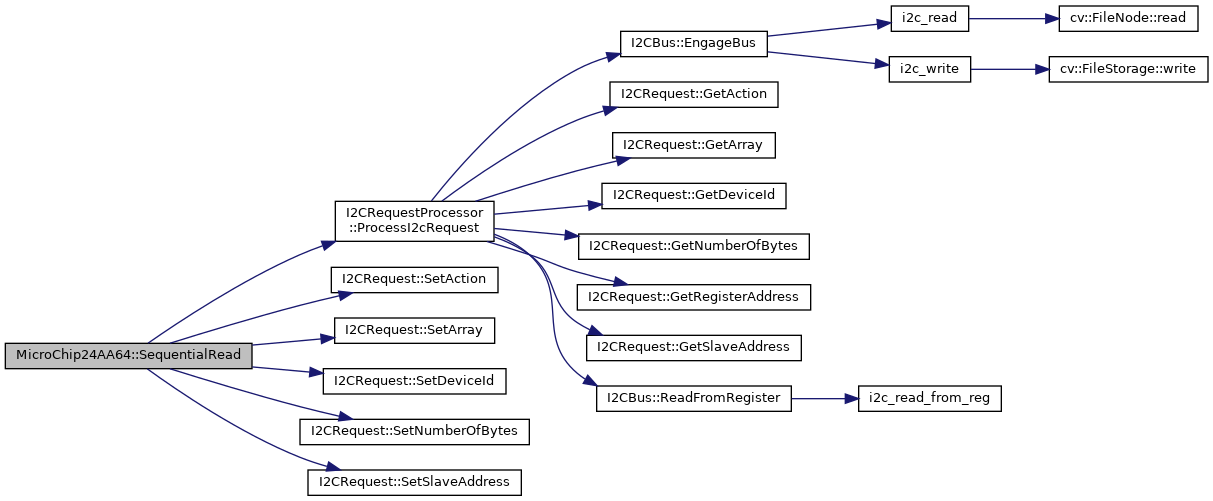 MicroChip24AA64::SequentialRead
I2CRequestProcessor
::ProcessI2cRequest
I2CRequest::SetAction
I2CRequest::SetArray
I2CRequest::SetDeviceId
I2CRequest::SetNumberOfBytes
I2CRequest::SetSlaveAddress
I2CBus::EngageBus
I2CRequest::GetAction
I2CRequest::GetArray
I2CRequest::GetDeviceId
I2CRequest::GetNumberOfBytes
I2CRequest::GetRegisterAddress
I2CRequest::GetSlaveAddress
I2CBus::ReadFromRegister
i2c_read
i2c_write
i2c_read_from_reg
cv::FileNode::read
cv::FileStorage::write